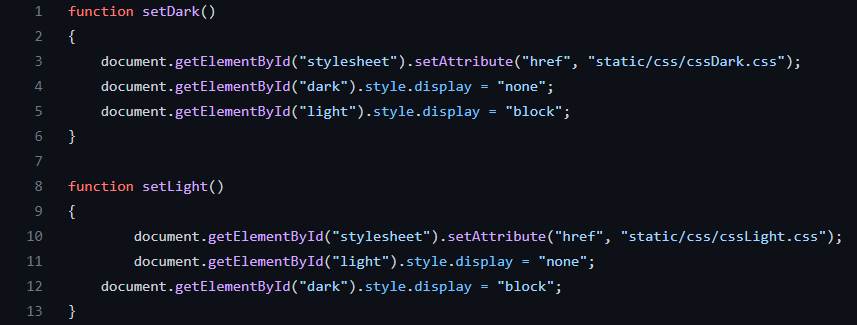 1 function setDark()
2 {
3     document.getElementById("stylesheet").setAttribute("href", "static/css/cssDark.css");
4     document.getElementById("dark").style.display = "none";
5     document.getElementById("light").style.display = "block";
6 }
7
8 function setLight()
9 {
10         document.getElementById("stylesheet").setAttribute("href", "static/css/cssLight.css");
11         document.getElementById("light").style.display = "none";
12     document.getElementById("dark").style.display = "block";
13 }